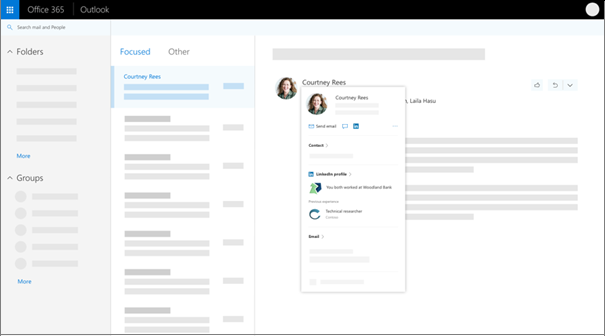 Office 365
Outlook
Search mail and People
Folders
More
Groups
More
Focused
Other
Courtney Rees
Courtney Rees
, Laila Hasu
Courtney Rees
Send email
Contact
LinkedIn profile
You both worked at Woodland Bank
Previous experience
Technical researcher
Contoso
Email